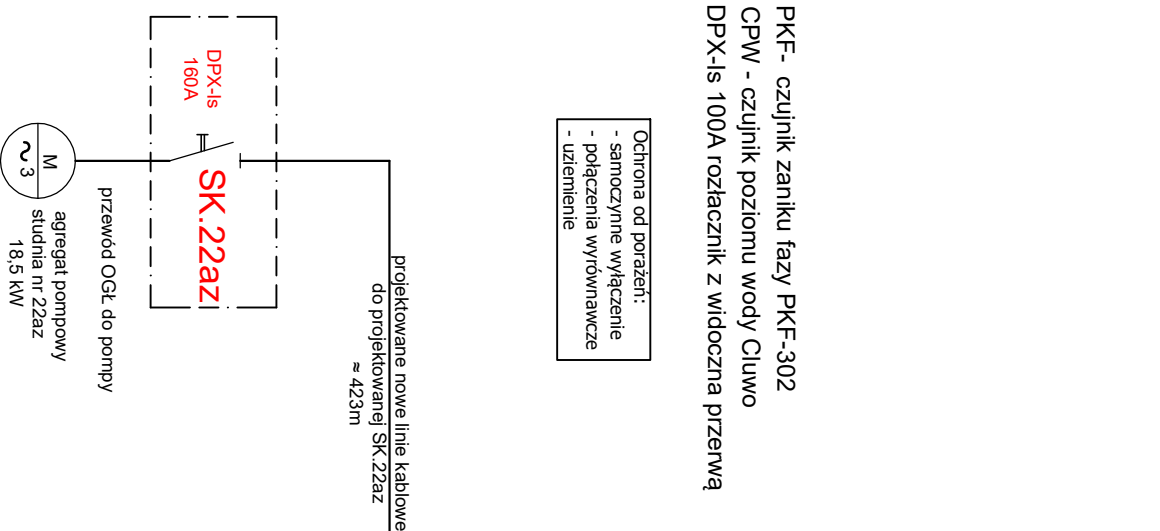 PKF- czujnik zaniku fazy PKF-302
CPW - czujnik poziomu wody Cluwo
DPX-Is 100A rozłacznik z widoczna przerwą
Ochrona od porażeń:
- samoczynne wyłączenie
- połączenia wyrównawcze
- uziemienie
projektowane nowe linie kablowe
do projektowanej SK.22az
≈ 423m
DPX-Is
160A
SK.22az
przewód OGŁ do pompy
M
~ 3
agregat pompowy
studnia nr 22az
18,5 kW